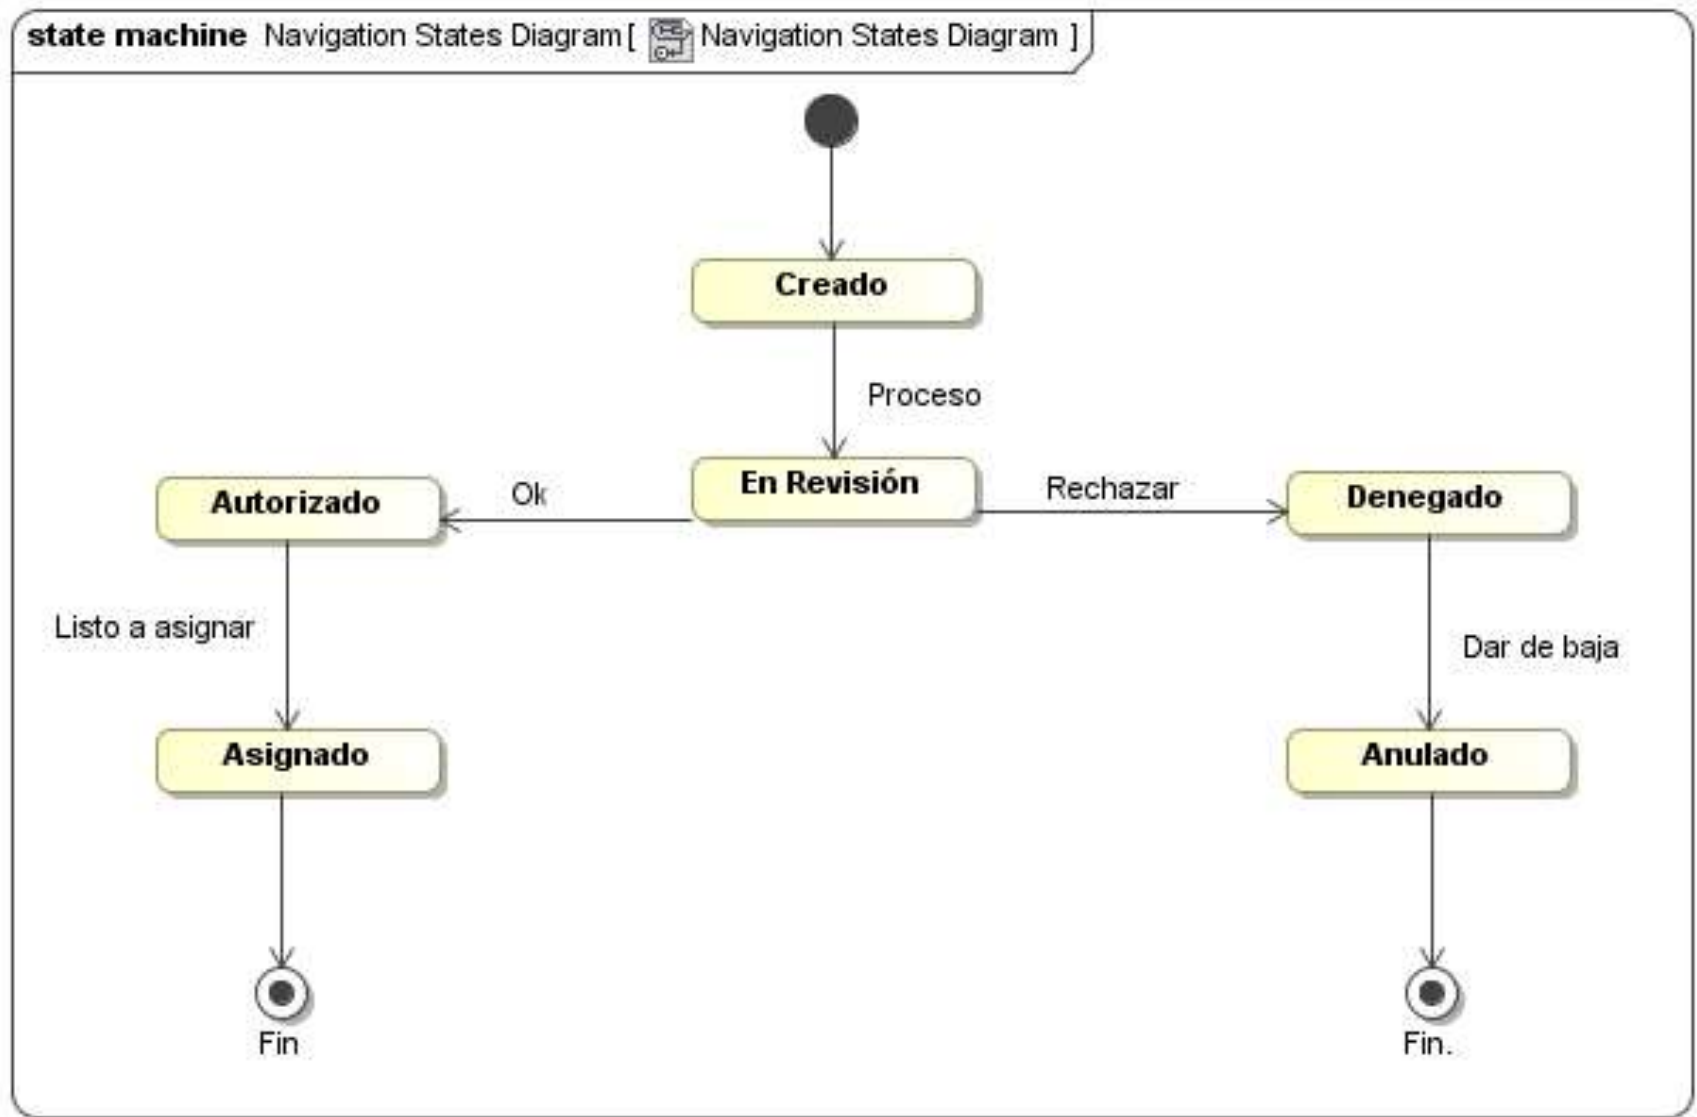 state machine Navigation States Diagram [ Navigation States Diagram ]
Creado
Proceso
En Revisión
Ok
Rechazar
Autorizado
Denegado
Listo a asignar
Dar de baja
Asignado
Anulado
Fin
Fin.